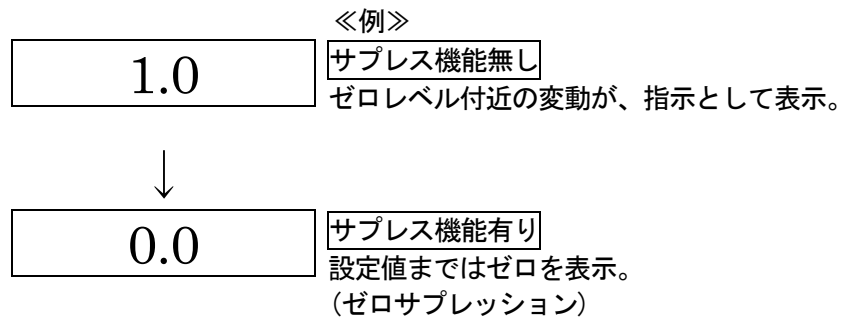 ≪例≫
1.0
サプレス機能無し
ゼロレベル付近の変動が、指示として表示。
↓
0.0
サプレス機能有り
設定値まではゼロを表示。
(ゼロサプレッション)